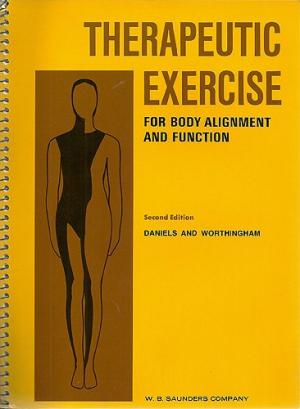 THERAPEUTIC
EXERCISE
FOR BODY ALIGNMENT
AND FUNCTION
Second Edition
DANIELS AND WORTHINGHAM
W. B. SAUNDERS COMPANY